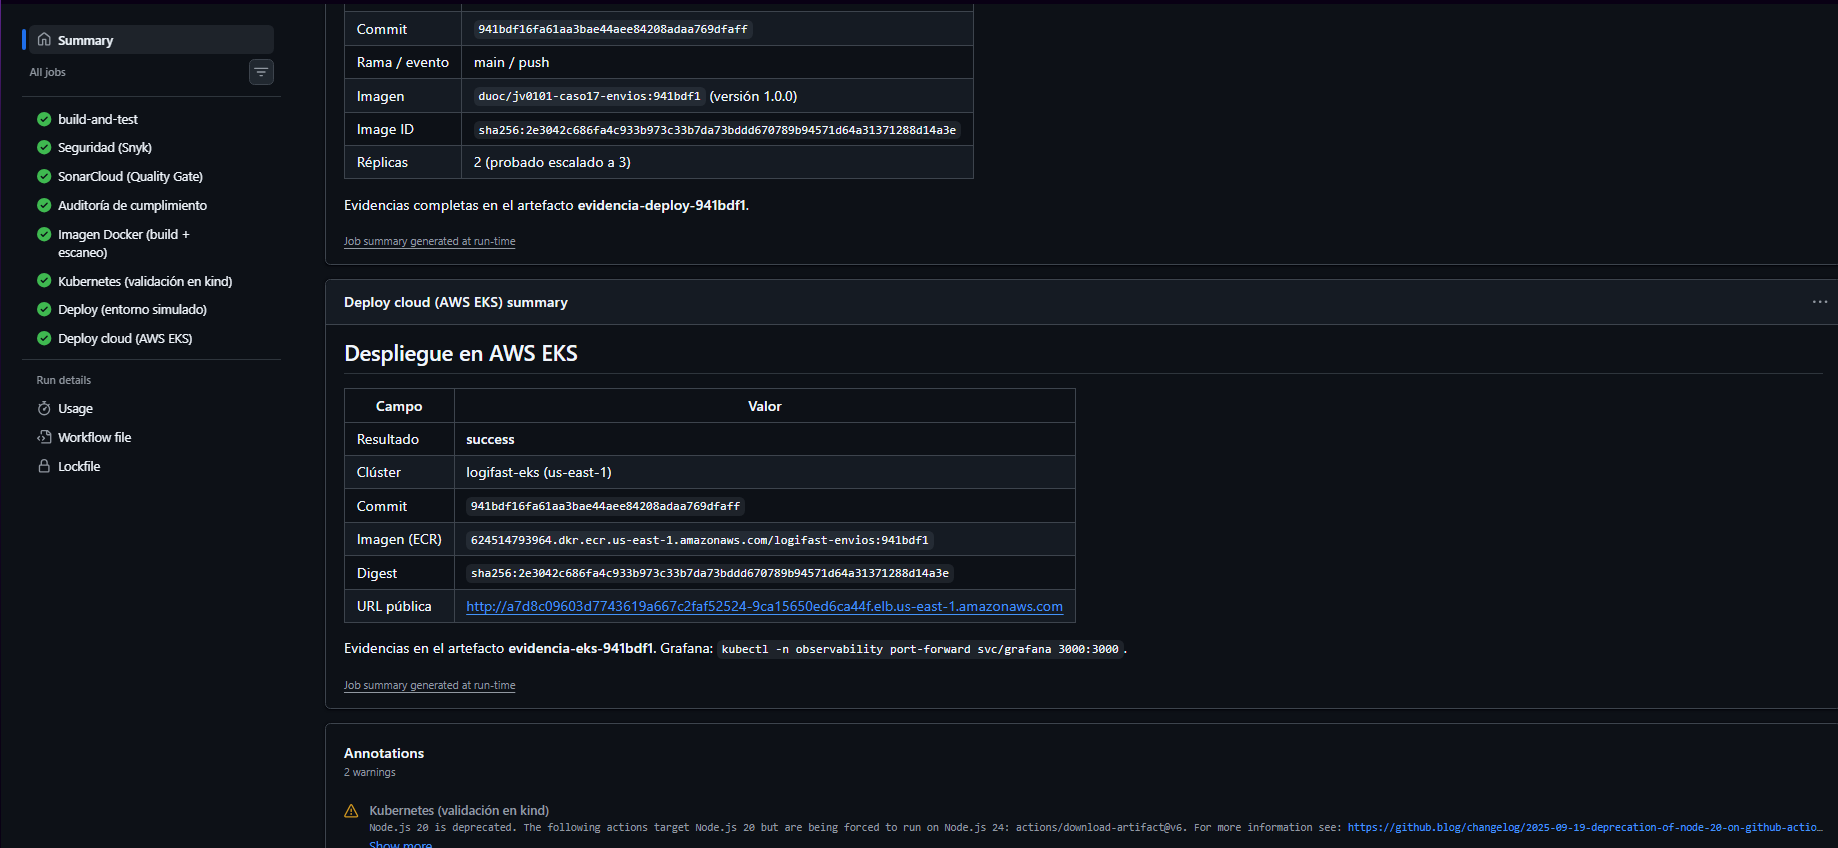 Summary
All jobs
build-and-test
Seguridad (Snyk)
SonarCloud (Quality Gate)
Auditoría de cumplimiento
Imagen Docker (build +
escaneo)
Kubernetes (validación en kind)
Deploy (entorno simulado)
Deploy cloud (AWS EKS)
Run details
Usage
Workflow file
Lockfile
Commit 941bdf16fa61aa3bae44aee84208adaa769dfaff
Rama / evento main / push
Imagen duoc/jv0101-caso17-envios:941bdf1 (versión 1.0.0)
Image ID sha256:2e3042c686fa4c933b973c33b7da73bddd670789b94571d64a31371288d14a3e
Réplicas 2 (probado escalado a 3)
Evidencias completas en el artefacto evidencia-deploy-941bdf1.
Job summary generated at run-time
Deploy cloud (AWS EKS) summary
Despliegue en AWS EKS
Campo Valor
Resultado success
Clúster logifast-eks (us-east-1)
Commit 941bdf16fa61aa3bae44aee84208adaa769dfaff
Imagen (ECR) 624514793964.dkr.ecr.us-east-1.amazonaws.com/logifast-envios:941bdf1
Digest sha256:2e3042c686fa4c933b973c33b7da73bddd670789b94571d64a31371288d14a3e
URL pública http://a7d8c09603d7743619a667c2faf52524-9ca15650ed6ca44f.elb.us-east-1.amazonaws.com
Evidencias en el artefacto evidencia-eks-941bdf1. Grafana: kubectl -n observability port-forward svc/grafana 3000:3000.
Job summary generated at run-time
Annotations
2 warnings
Kubernetes (validación en kind)
Node.js 20 is deprecated. The following actions target Node.js 20 but are being forced to run on Node.js 24: actions/download-artifact@v6. For more information see: https://github.blog/changelog/2025-09-19-deprecation-of-node-20-on-github-actio…
Show more